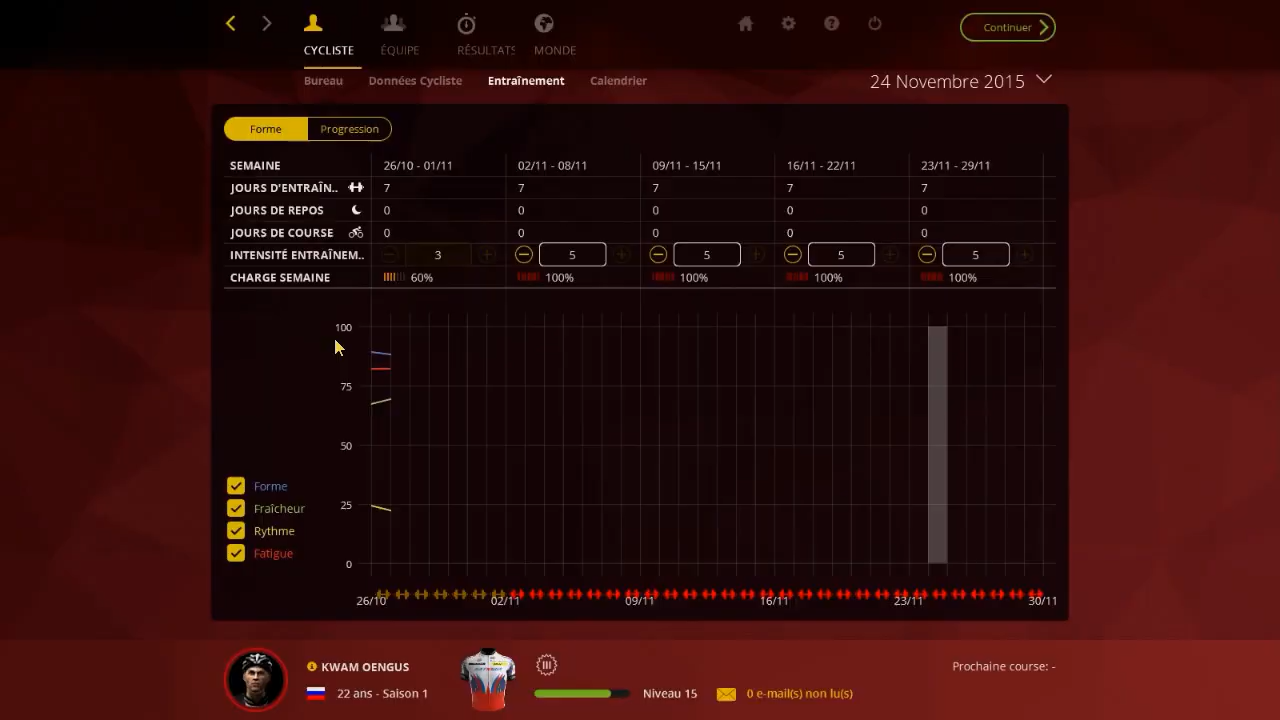 CYCLISTE ÉQUIPE RÉSULTATS MONDE
Continuer
Bureau Données Cycliste Entraînement Calendrier
24 Novembre 2015
Forme Progression
SEMAINE 26/10 - 01/11 02/11 - 08/11 09/11 - 15/11 16/11 - 22/11 23/11 - 29/11
JOURS D'ENTRAÎN.. 7 7 7 7 7
JOURS DE REPOS 0 0 0 0 0
JOURS DE COURSE 0 0 0 0 0
INTENSITÉ ENTRAÎNEM.. 3 5 5 5 5
CHARGE SEMAINE 60% 100% 100% 100% 100%
100
75
50
25
0
Forme
Fraîcheur
Rythme
Fatigue
26/10 02/11 09/11 16/11 23/11 30/11
KWAM OENGUS
22 ans - Saison 1
III
Niveau 15
0 e-mail(s) non lu(s)
Prochaine course: -